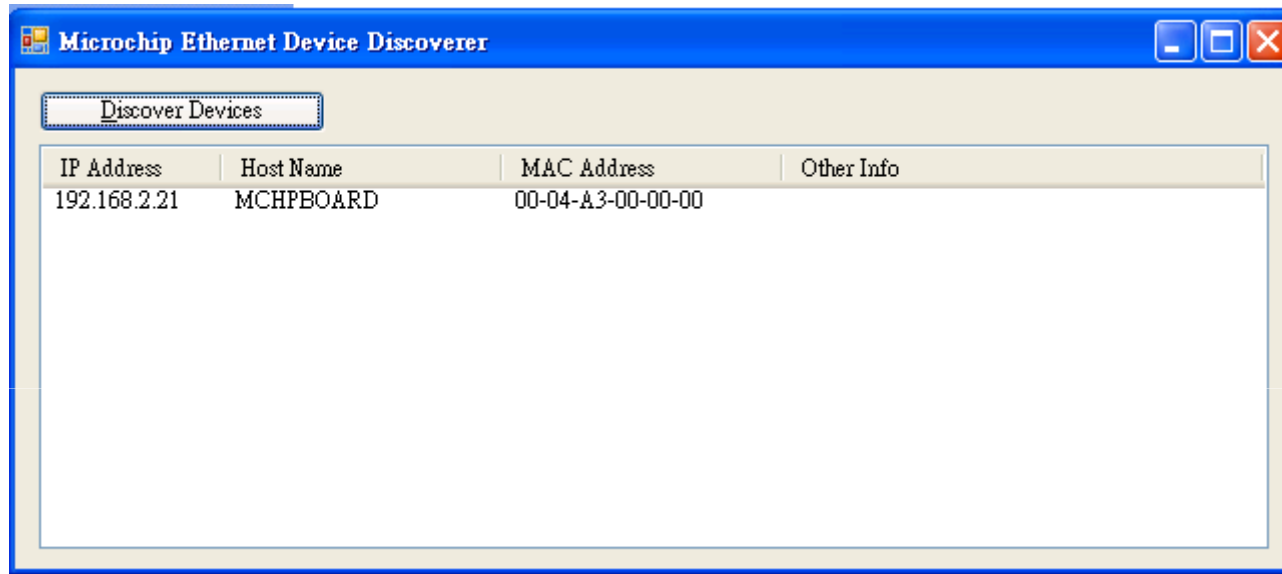 Microchip Ethernet Device Discoverer
Discover Devices
IP Address Host Name MAC Address Other Info
192.168.2.21 MCHPBOARD 00-04-A3-00-00-00